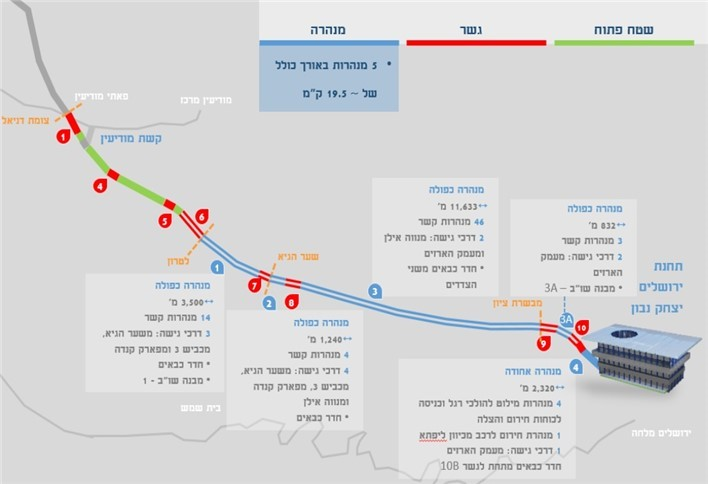 שטח פתוח
גשר
מנהרה
• 5 מנהרות באורך כולל
של ~ 19.5 ק"מ
פאתי מודיעין
מודיעין מרכז
צומת דניאל
קשת מודיעין
1
4
5
6
לטרון
1
שער הגיא
7
2
8
3
מבשרת ציון
3A
9
10
4
תחנת
ירושלים
יצחק נבון
מנהרה כפולה
↔11,633 מ'
46 מנהרות קשר
2 דרכי גישה: מנווה אילן
ומעמק הארזים
• חדר כבאים משני
הצדדים
מנהרה כפולה
↔832 מ'
3 מנהרות קשר
2 דרכי גישה: מעמק
הארזים
• מבנה שו"ב – 3A
מנהרה כפולה
↔3,500 מ'
14 מנהרות קשר
3 דרכי גישה: משער הגיא,
מכביש 3 ומפארק קנדה
• חדר כבאים
• מבנה שו"ב - 1
מנהרה כפולה
↔1,240 מ'
4 מנהרות קשר
4 דרכי גישה: משער הגיא,
מכביש 3, מפארק קנדה
ומנווה אילן
• חדר כבאים
מנהרה אחודה
↔2,320 מ'
4 מנהרות מילוט להולכי רגל וכניסה
לכוחות חירום והצלה
1 מנהרת חירום לרכב מכיוון ליפתא
1 דרכי גישה: מעמק הארזים
חדר כבאים מתחת לגשר 10B
בית שמש
ירושלים מלחה